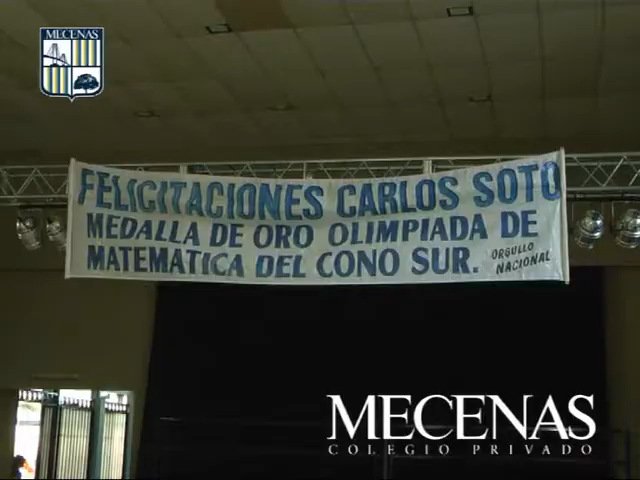 MECENAS
FELICITACIONES CARLOS SOTO
MEDALLA DE ORO OLIMPIADA DE
MATEMATICA DEL CONO SUR.
ORGULLO
NACIONAL
MECENAS
COLEGIO PRIVADO